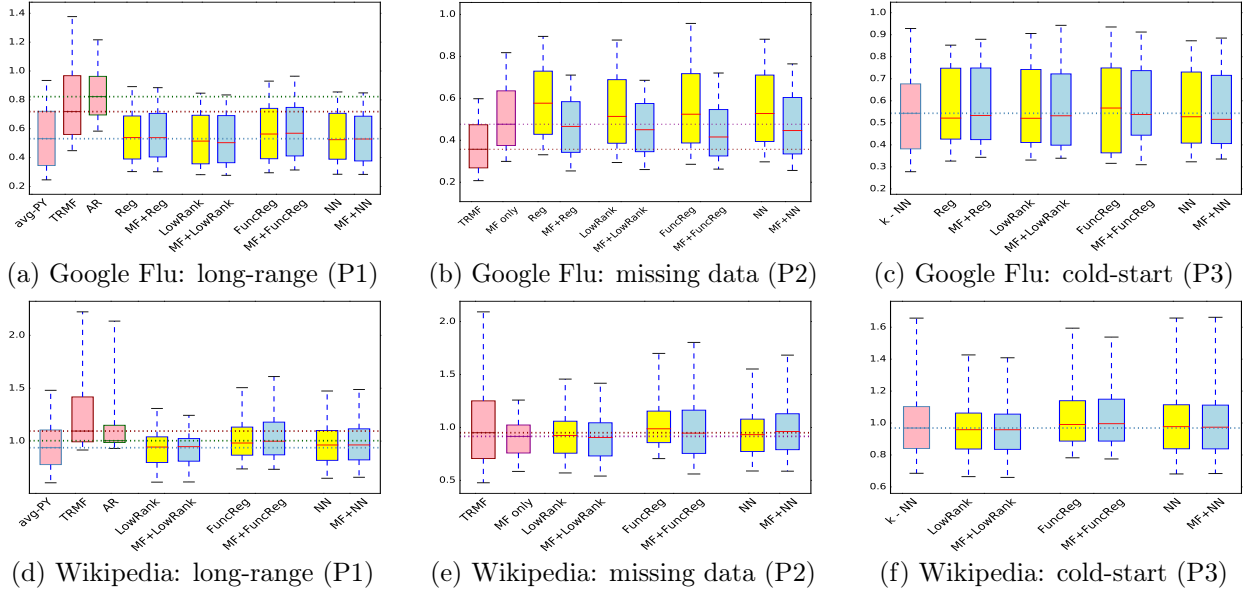 1.4
1.2
1.0
0.8
0.6
0.4
0.2
avg-PY TRMF AR Reg MF+Reg LowRank MF+LowRank FuncReg MF+FuncReg NN MF+NN
(a) Google Flu: long-range (P1)
1.0
0.8
0.6
0.4
0.2
TRMF MF only Reg MF+Reg LowRank MF+LowRank FuncReg MF+FuncReg NN MF+NN
(b) Google Flu: missing data (P2)
1.0
0.9
0.8
0.7
0.6
0.5
0.4
0.3
0.2
k - NN Reg MF+Reg LowRank MF+LowRank FuncReg MF+FuncReg NN MF+NN
(c) Google Flu: cold-start (P3)
2.0
1.5
1.0
avg-PY TRMF AR LowRank MF+LowRank FuncReg MF+FuncReg NN MF+NN
(d) Wikipedia: long-range (P1)
2.0
1.5
1.0
0.5
TRMF MF only LowRank MF+LowRank FuncReg MF+FuncReg NN MF+NN
(e) Wikipedia: missing data (P2)
1.6
1.4
1.2
1.0
0.8
0.6
k - NN LowRank MF+LowRank FuncReg MF+FuncReg NN MF+NN
(f) Wikipedia: cold-start (P3)